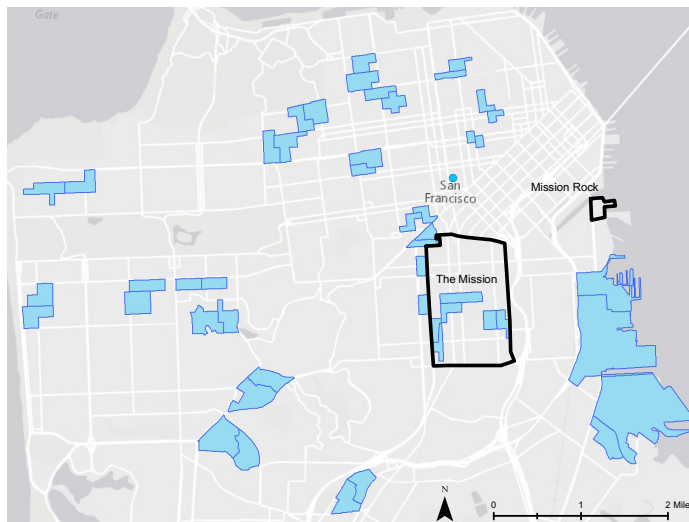 Gate
Mission Rock
San
Francisco
The Mission
N
0 1 2 Mile